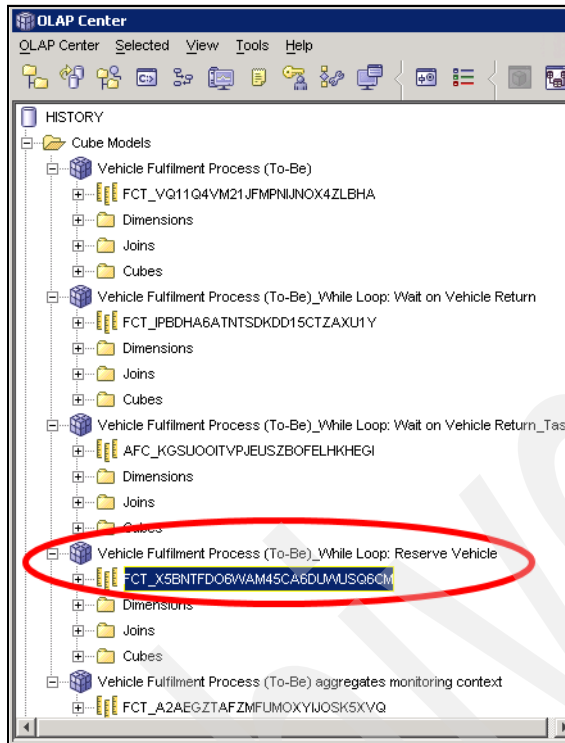 OLAP Center
OLAP Center Selected View Tools Help
HISTORY
Cube Models
Vehicle Fulfilment Process (To-Be)
FCT_VQ11Q4VM21JFMPNIJNOX4ZLBHA
Dimensions
Joins
Cubes
Vehicle Fulfilment Process (To-Be)_While Loop: Wait on Vehicle Return
FCT_IPBDHA6ATNTSDKDD15CTZAXU1Y
Dimensions
Joins
Cubes
Vehicle Fulfilment Process (To-Be)_While Loop: Wait on Vehicle Return_Tas
AFC_KGSUOOITVPJEUSZBOFELHKHEGI
Dimensions
Joins
Cubes
Vehicle Fulfilment Process (To-Be)_While Loop: Reserve Vehicle
FCT_X5BNTFDO6WAM45CA6DUWUSQ6CM
Dimensions
Joins
Cubes
Vehicle Fulfilment Process (To-Be) aggregates monitoring context
FCT_A2AEGZTAFZMFUMOXYIJOSK5XVQ